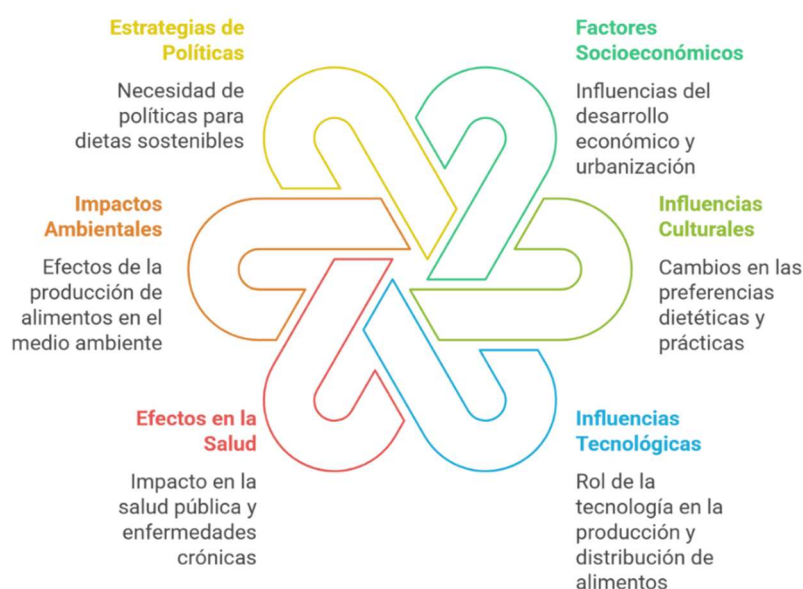 Estrategias de
Políticas
Necesidad de
políticas para
dietas sostenibles
Factores
Socioeconómicos
Influencias del
desarrollo
económico y
urbanización
Impactos
Ambientales
Efectos de la
producción de
alimentos en el
medio ambiente
Influencias
Culturales
Cambios en las
preferencias
dietéticas y
prácticas
Efectos en la
Salud
Impacto en la
salud pública y
enfermedades
crónicas
Influencias
Tecnológicas
Rol de la
tecnología en la
producción y
distribución de
alimentos